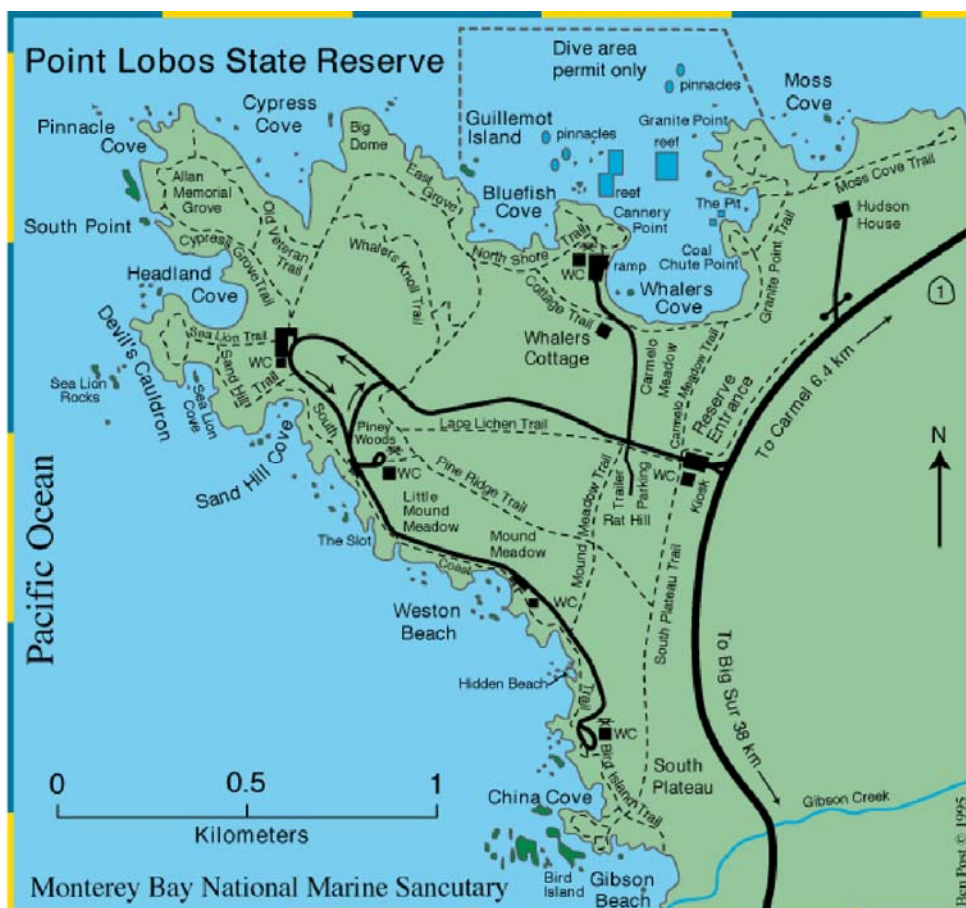 Point Lobos State Reserve
Dive area
permit only
pinnacles
Moss
Cove
Cypress
Cove
Pinnacle
Cove
Guillemot
Island
pinnacles
Granite Point
reef
Big
Dome
Allan
Memorial
Grove
East
Grove
Bluefish
Cove
reef
Moss Cove Trail
The Pit
Hudson
House
South Point
Old Veteran
Trail
Cypress
Grove Trail
Whalers Knoll Trail
North Shore
Trail
Cannery
Point
Coal
Chute Point
Granite Point Trail
WC
ramp
Headland
Cove
Whalers
Cove
1
Cottage Trail
Whalers
Cottage
Devil's Cauldron
Sea Lion Trail
WC
Sand Hill
Trail
Sea Lion
Rocks
Sea Lion
Cove
Carmelo
Meadow
Carmelo Meadow Trail
Reserve
Entrance
To Carmel 6.4 km
South
Piney
Woods
Lace Lichen Trail
Sand Hill Cove
WC
Pine Ridge Trail
Mound Meadow Trail
Trailer
Parking
Rat Hill
WC
Kiosk
N
Little
Mound
Meadow
Mound
Meadow
The Slot
Coast
WC
South Plateau Trail
Weston
Beach
Pacific Ocean
Hidden Beach
Trail
To Big Sur 38 km
WC
Bird Island Trail
South
Plateau
0 0.5 1
Kilometers
China Cove
Gibson Creek
Bird
Island
Gibson
Beach
Monterey Bay National Marine Sancutary
Ben Post © 1995